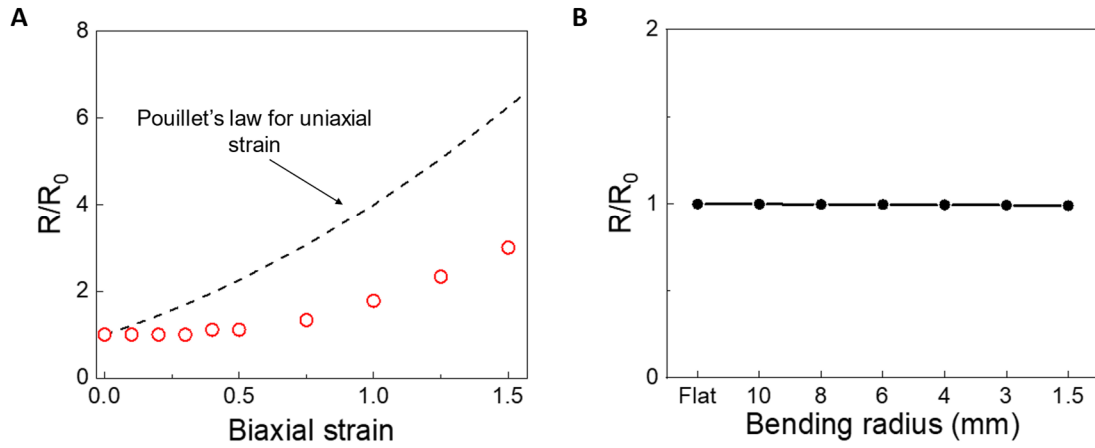 A
8
6
4
2
0
R/R₀
Pouillet's law for uniaxial
strain
0.0
0.5
1.0
1.5
Biaxial strain
B
2
1
0
R/R₀
Flat
10
8
6
4
3
1.5
Bending radius (mm)